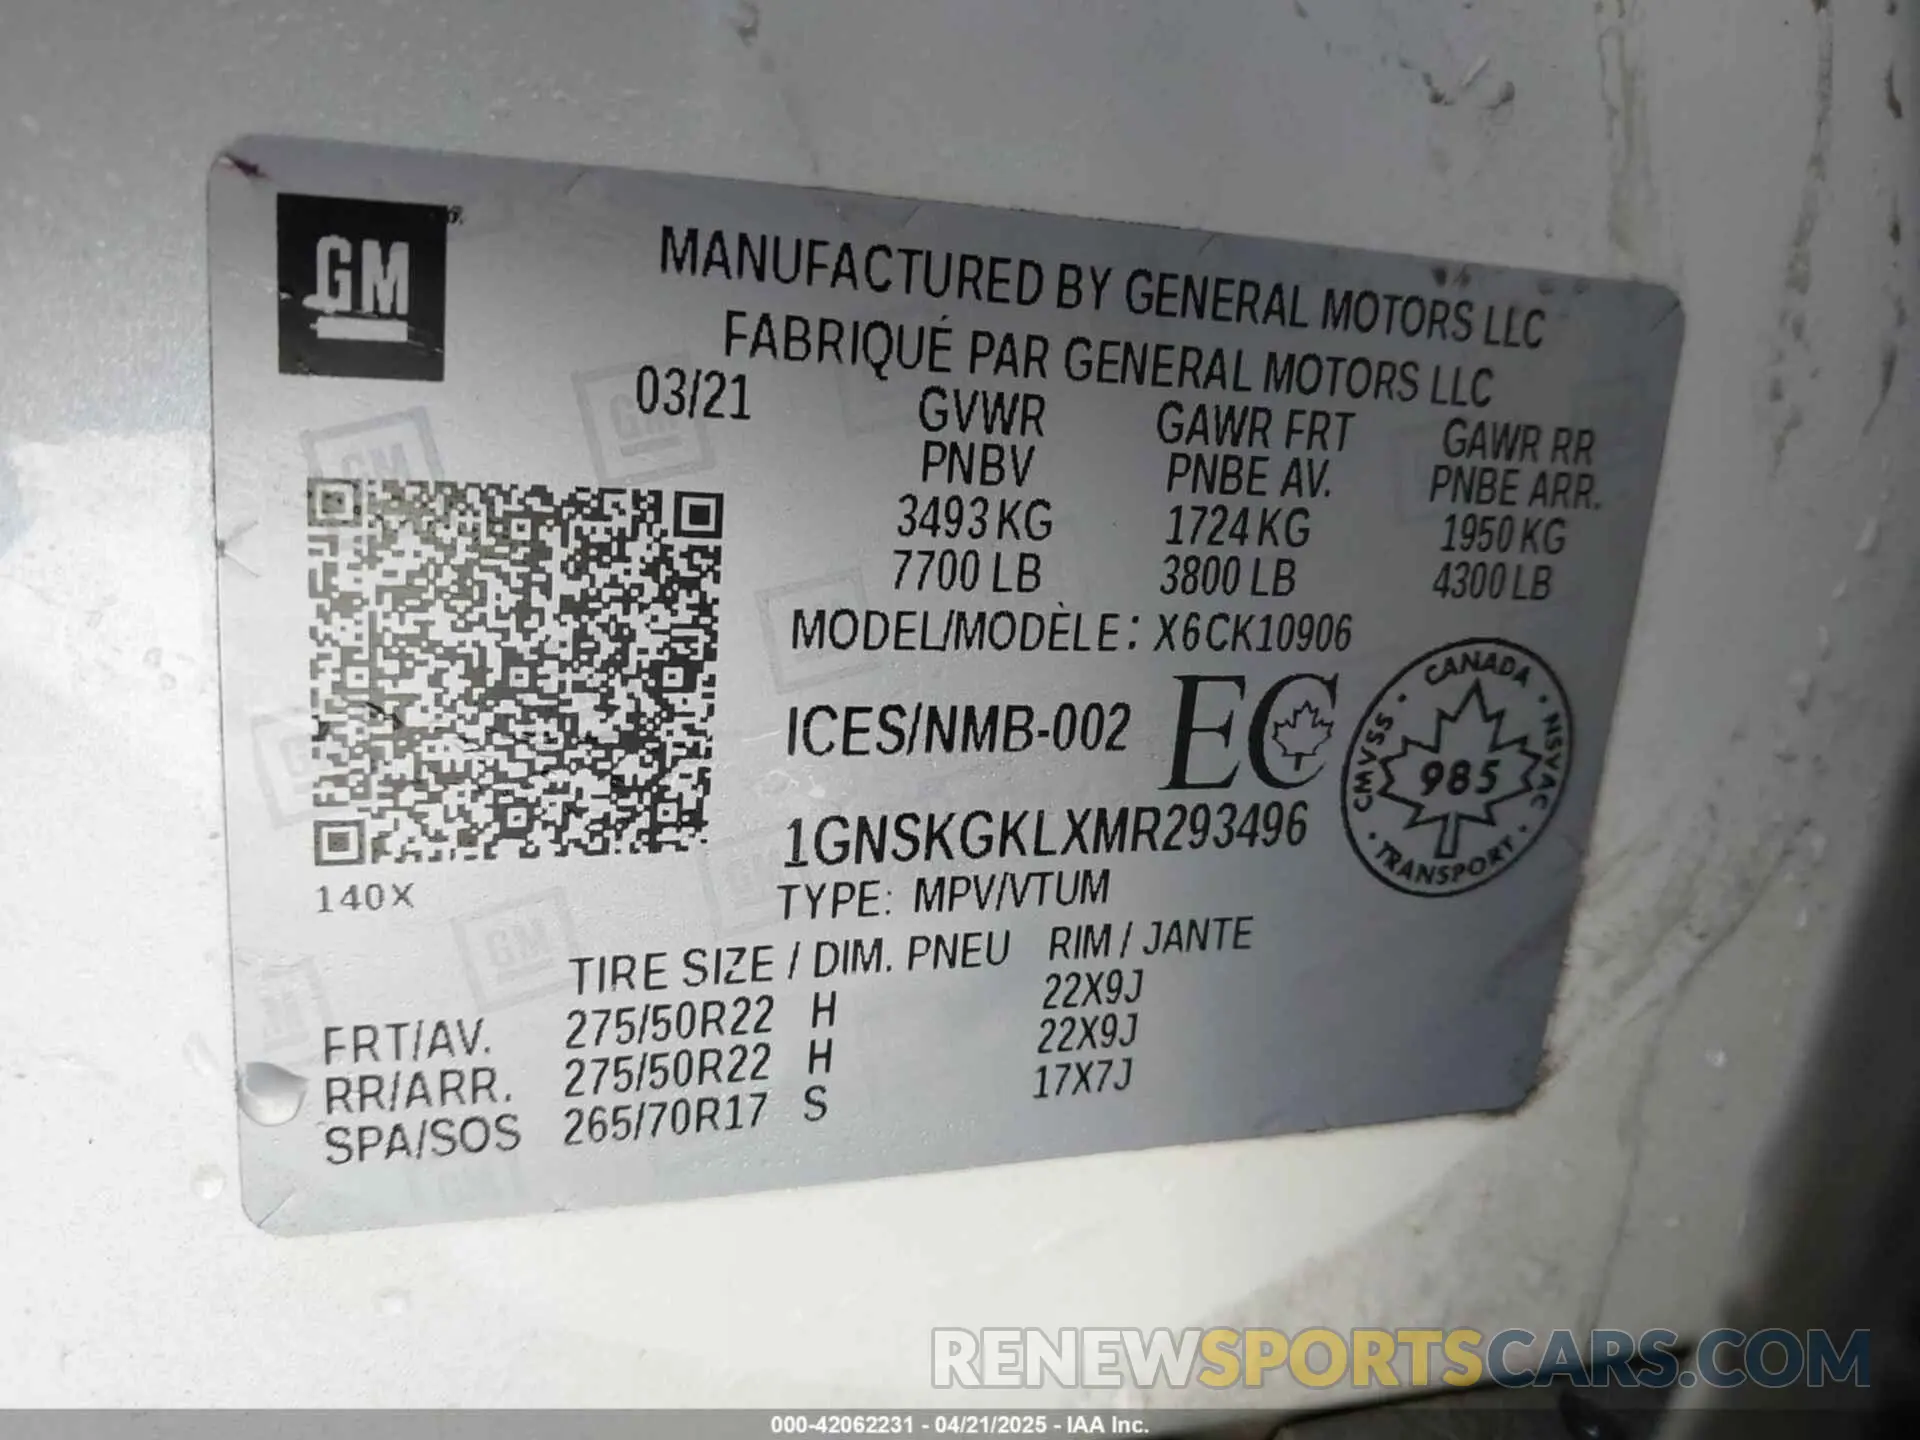 GM
MANUFACTURED BY GENERAL MOTORS LLC
FABRIQUÉ PAR GENERAL MOTORS LLC
03/21 GVWR GAWR FRT GAWR RR
PNBV PNBE AV. PNBE ARR.
3493 KG 1724 KG 1950 KG
7700 LB 3800 LB 4300 LB
MODEL/MODÈLE: X6CK10906
ICES/NMB-002 EC
CANADA
CMVSS 985 NSVAC
TRANSPORT
1GNSKGKLXMR293496
140X
TYPE: MPV/VTUM
TIRE SIZE / DIM. PNEU RIM / JANTE
FRT/AV. 275/50R22 H 22X9J
RR/ARR. 275/50R22 H 22X9J
SPA/SOS 265/70R17 S 17X7J
RENEWSPORTSCARS.COM
000-42062231 - 04/21/2025 - IAA Inc.